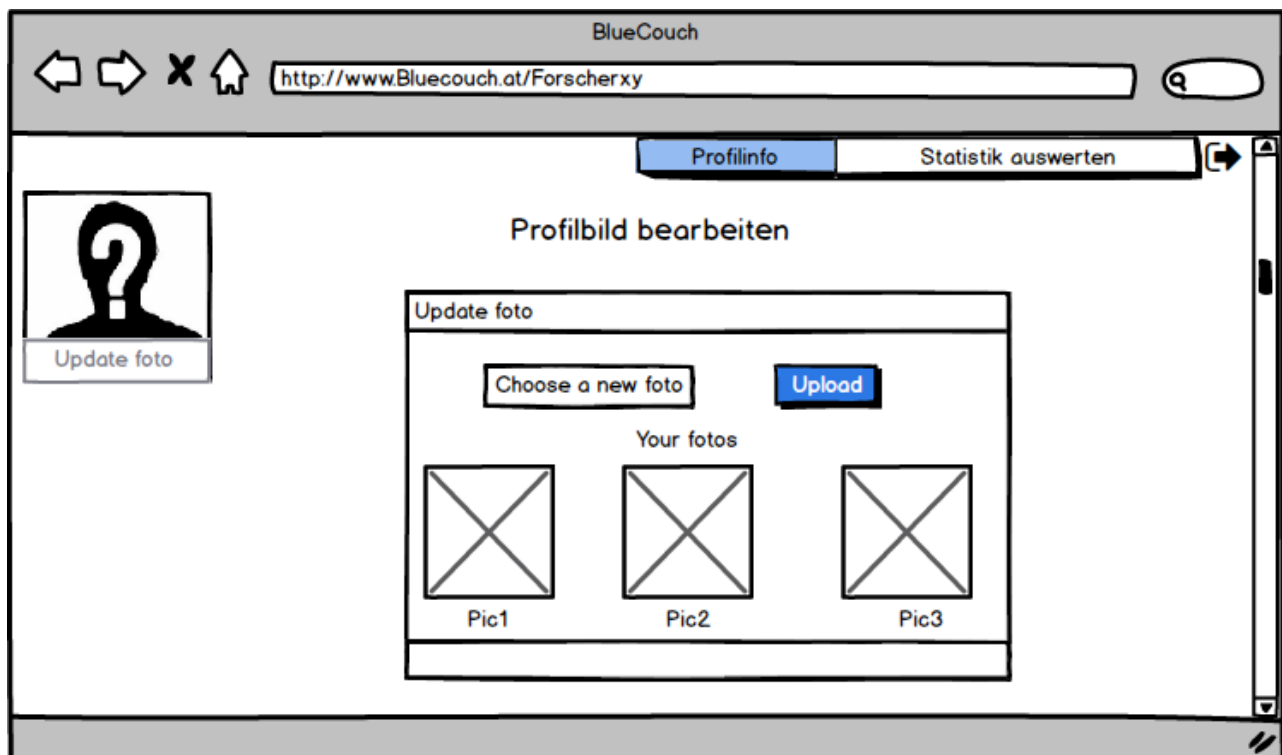 BlueCouch
http://www.Bluecouch.at/Forscherxy
Profilinfo Statistik auswerten
Profilbild bearbeiten
Update foto
Update foto
Choose a new foto Upload
Your fotos
Pic1 Pic2 Pic3